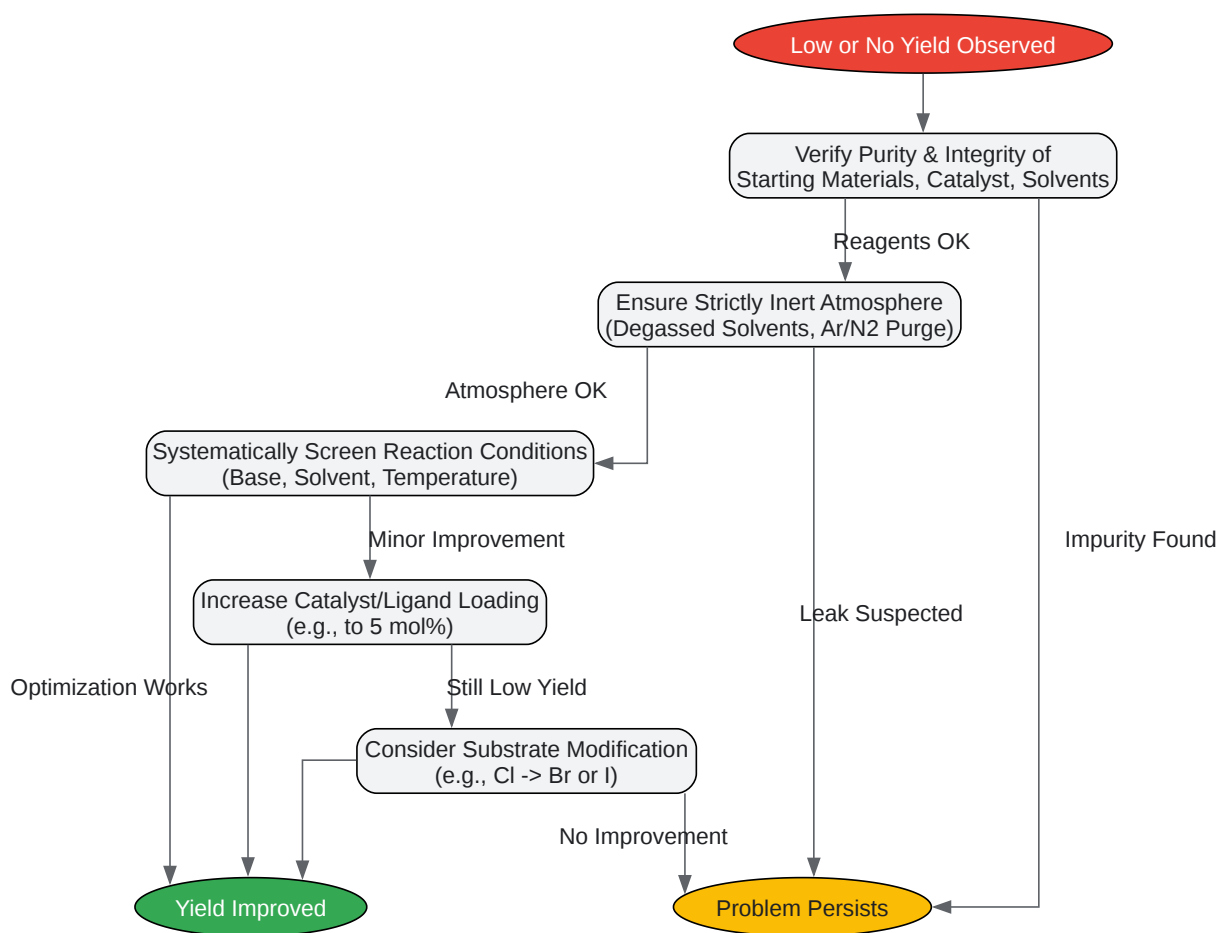 Low or No Yield Observed
Verify Purity & Integrity of
Starting Materials, Catalyst, Solvents
Reagents OK
Ensure Strictly Inert Atmosphere
(Degassed Solvents, Ar/N2 Purge)
Atmosphere OK
Systematically Screen Reaction Conditions
(Base, Solvent, Temperature)
Minor Improvement
Impurity Found
Increase Catalyst/Ligand Loading
(e.g., to 5 mol%)
Leak Suspected
Optimization Works
Still Low Yield
Consider Substrate Modification
(e.g., Cl -> Br or I)
No Improvement
Yield Improved
Problem Persists